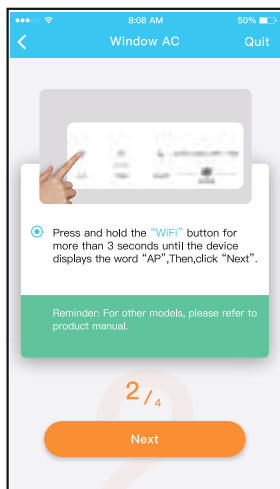 8:08 AM
50%
Window AC
Quit
Press and hold the "WiFi" button for
more than 3 seconds until the device
displays the word "AP",Then,click "Next".
Reminder: For other models, please refer to
product manual.
2/4
Next